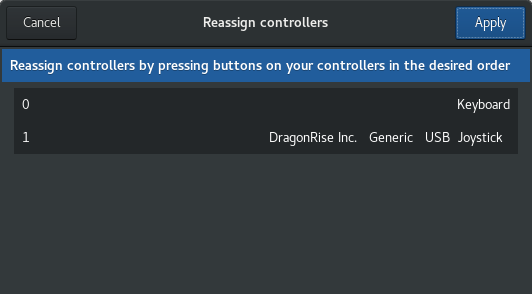 Cancel Reassign controllers Apply
Reassign controllers by pressing buttons on your controllers in the desired order
0 Keyboard
1 DragonRise Inc. Generic USB Joystick